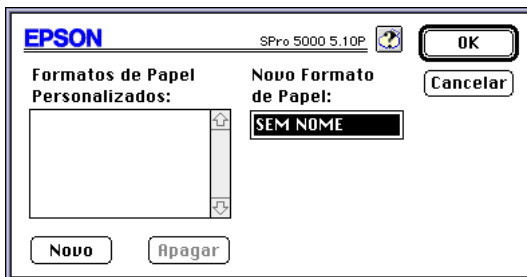 EPSON
SPro 5000 5.10P
OK
Formatos de Papel
Personalizados:
Novo Formato
de Papel:
Cancelar
SEM NOME
Novo
Apagar